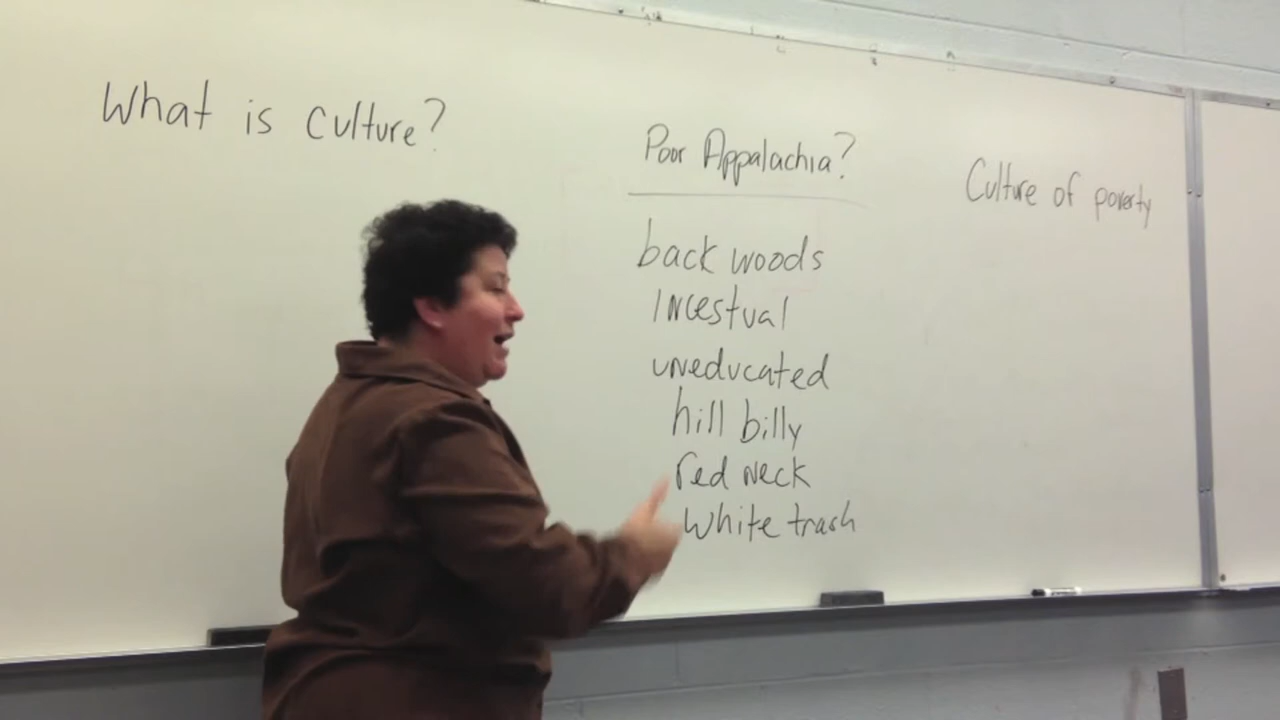 What is culture?
Poor Appalachia?
back woods
Incestual
uneducated
hill billy
red neck
white trash
Culture of poverty